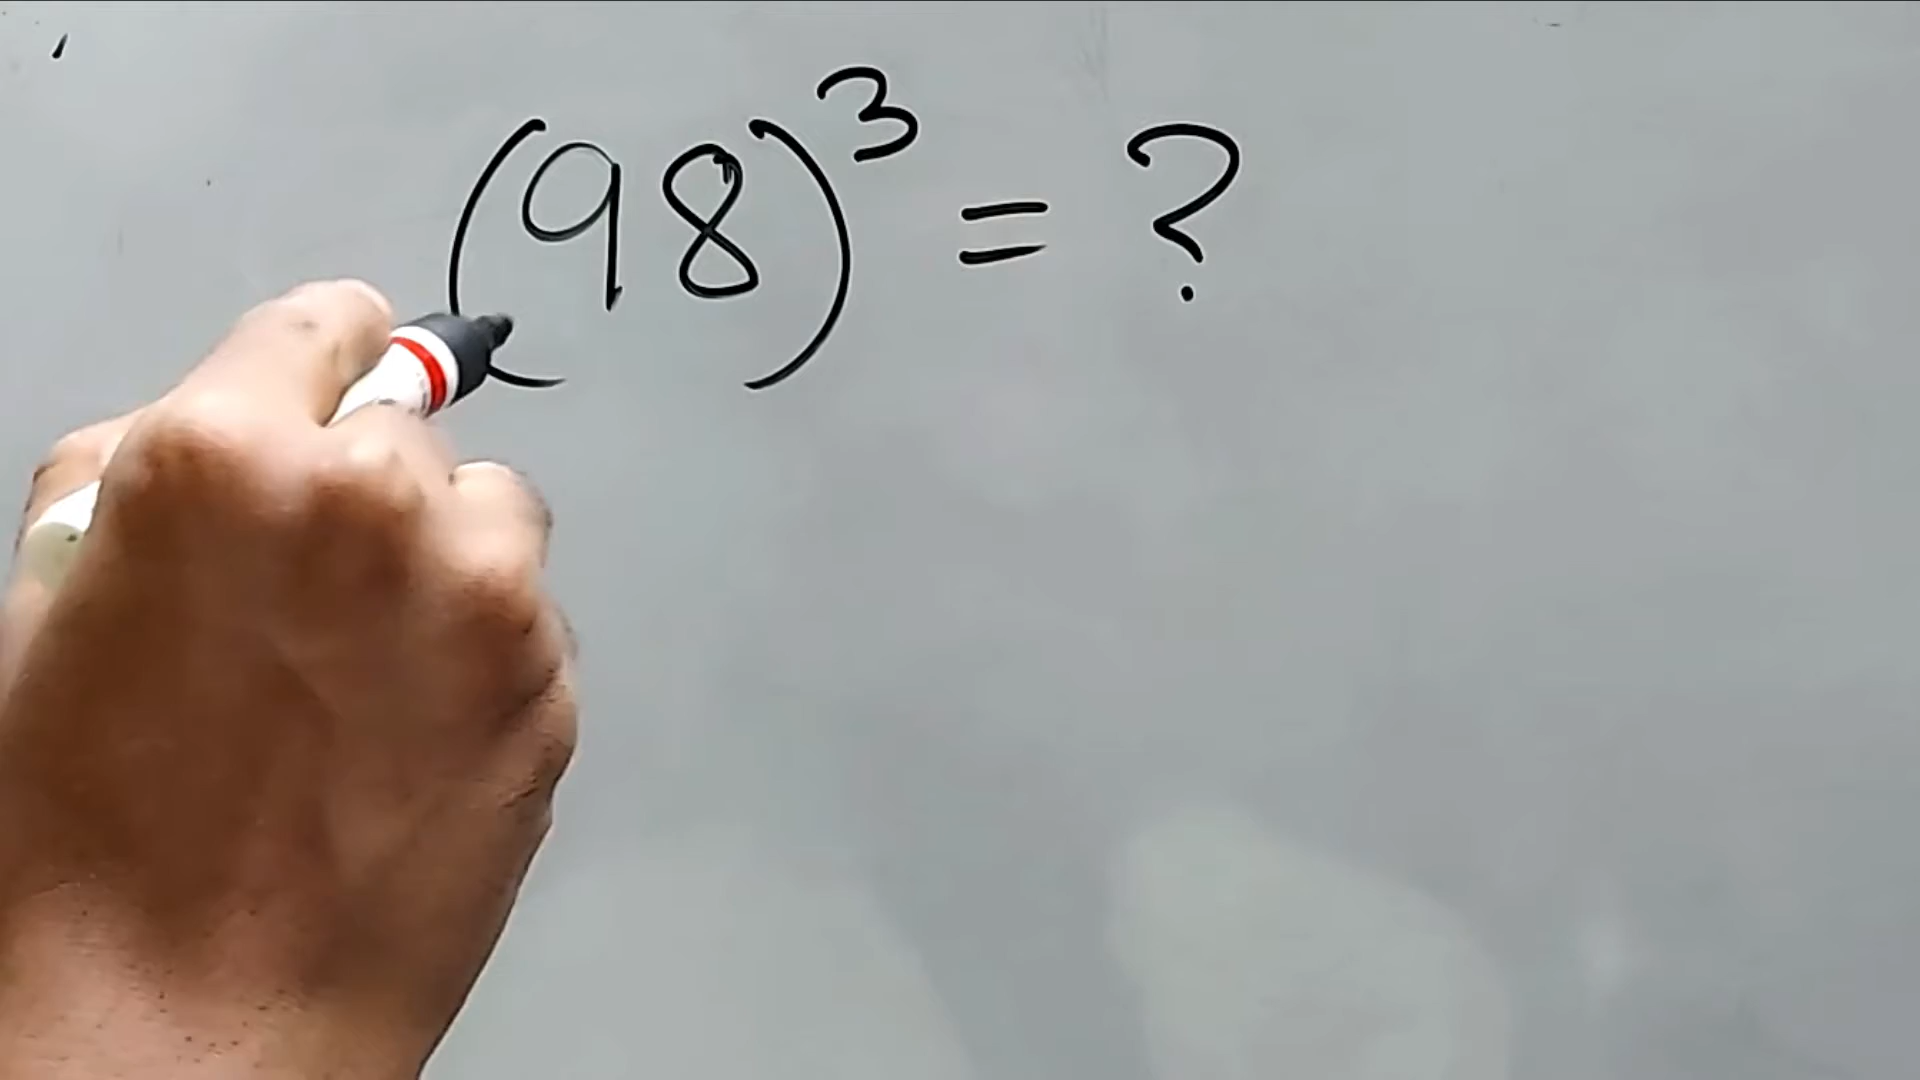 (98)³ = ?